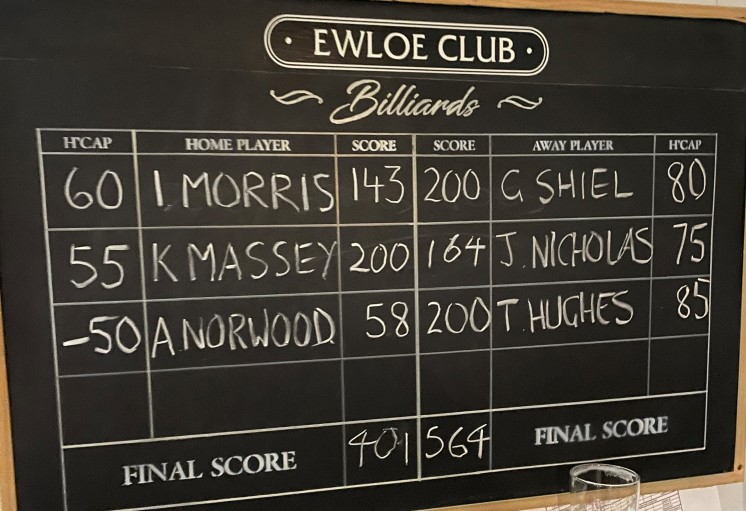 · EWLOE CLUB ·
Billiards
H'CAP HOME PLAYER SCORE SCORE AWAY PLAYER H'CAP
60 I.MORRIS 143 200 G SHIEL 80
55 K MASSEY 200 164 J. NICHOLAS 75
-50 A.NORWOOD 58 200 T. HUGHES 85
FINAL SCORE 401 564 FINAL SCORE